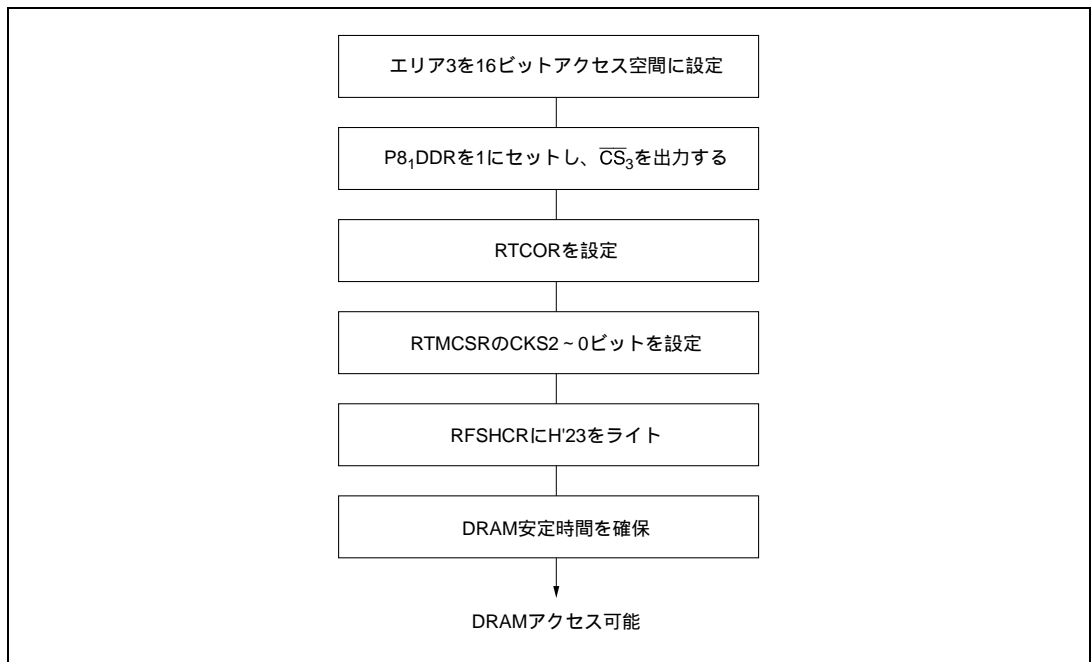 エリア3を16ビットアクセス空間に設定
P8₁DDRを1にセットし、C̅S̅₃を出力する
RTCORを設定
RTMCSRのCKS2~0ビットを設定
RFSHCRにH'23をライト
DRAM安定時間を確保
DRAMアクセス可能